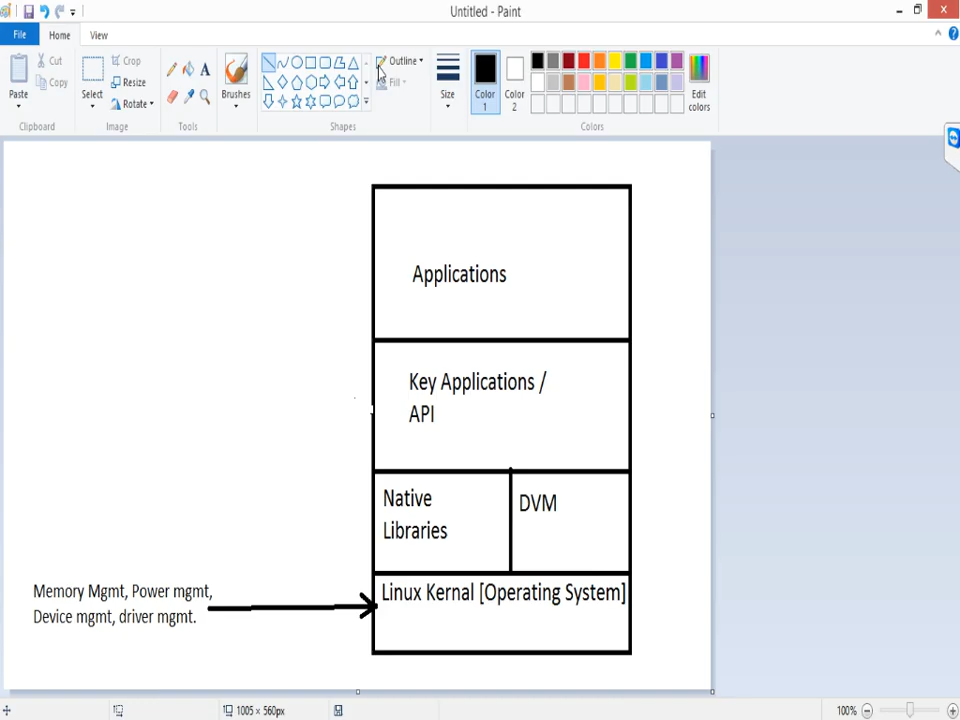 Untitled - Paint
File Home View
Paste
Cut
Copy
Clipboard
Select
Crop
Resize
Rotate
Image
A
Tools
Brushes
Shapes
Outline
Fill
Size
Color 1
Color 2
Edit colors
Colors
Applications
Key Applications /
API
Native
Libraries
DVM
Memory Mgmt, Power mgmt,
Device mgmt, driver mgmt.
Linux Kernal [Operating System]
1005 × 560px
100%